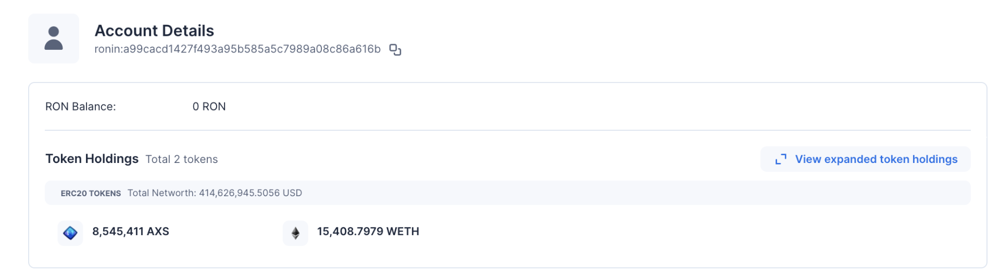 Account Details
ronin:a99cacd1427f493a95b585a5c7989a08c86a616b
RON Balance: 0 RON
Token Holdings Total 2 tokens View expanded token holdings
ERC20 TOKENS Total Networth: 414,626,945.5056 USD
8,545,411 AXS 15,408.7979 WETH